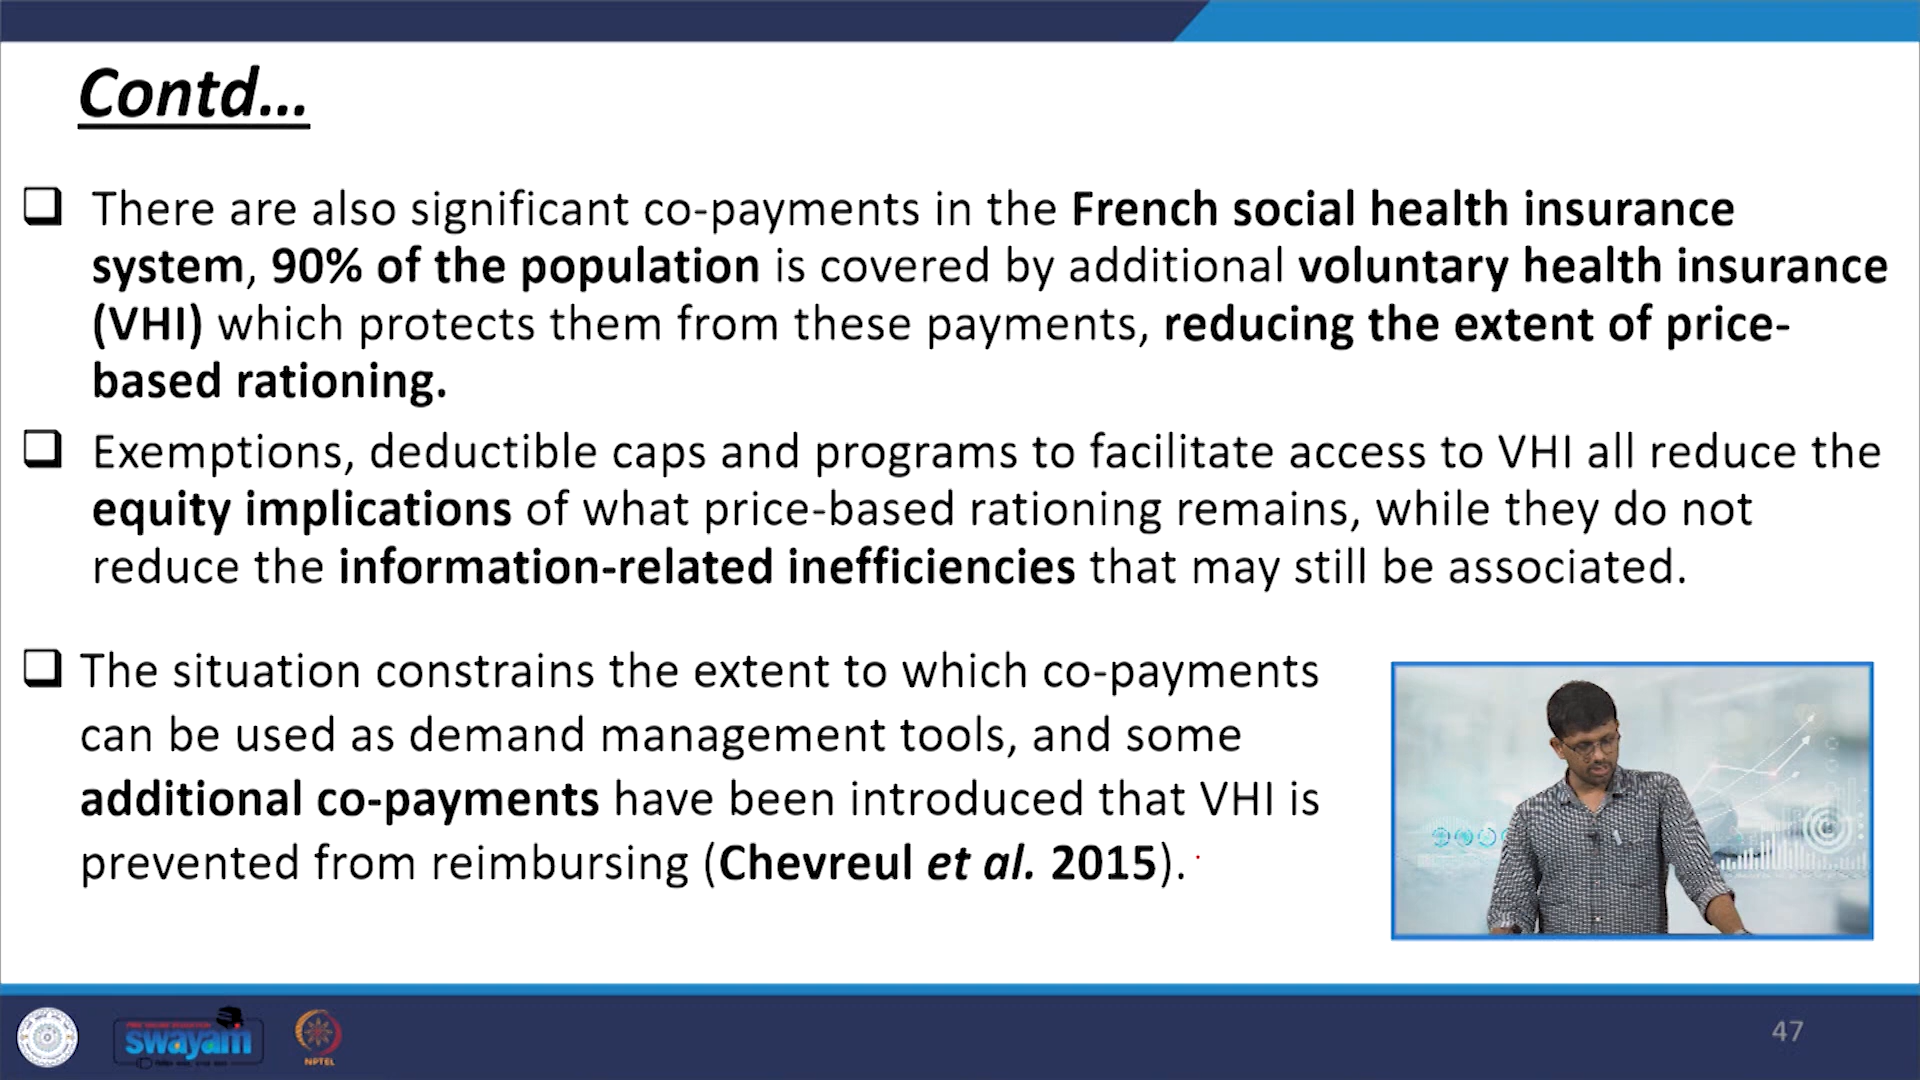 Contd...
There are also significant co-payments in the French social health insurance
system, 90% of the population is covered by additional voluntary health insurance
(VHI) which protects them from these payments, reducing the extent of price-
based rationing.
Exemptions, deductible caps and programs to facilitate access to VHI all reduce the
equity implications of what price-based rationing remains, while they do not
reduce the information-related inefficiencies that may still be associated.
The situation constrains the extent to which co-payments
can be used as demand management tools, and some
additional co-payments have been introduced that VHI is
prevented from reimbursing (Chevreul et al. 2015).
swayam
NPTEL
47